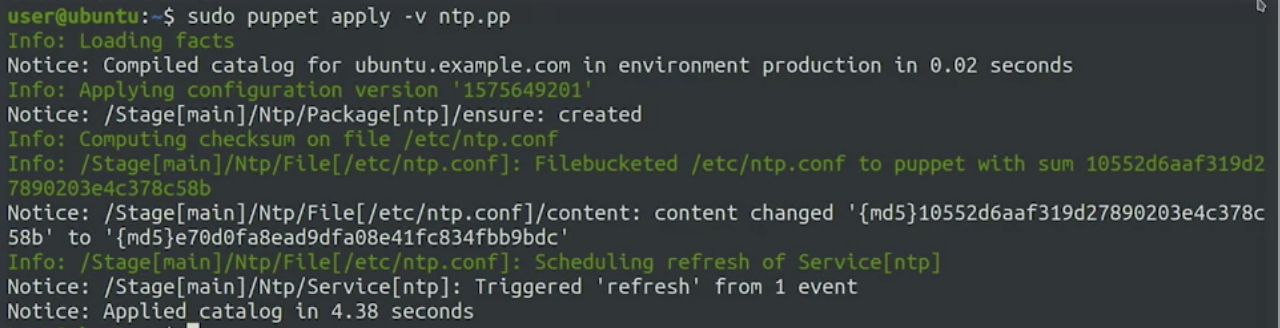 user@ubuntu:~$ sudo puppet apply -v ntp.pp
Info: Loading facts
Notice: Compiled catalog for ubuntu.example.com in environment production in 0.02 seconds
Info: Applying configuration version '1575649201'
Notice: /Stage[main]/Ntp/Package[ntp]/ensure: created
Info: Computing checksum on file /etc/ntp.conf
Info: /Stage[main]/Ntp/File[/etc/ntp.conf]: Filebucketed /etc/ntp.conf to puppet with sum 10552d6aaf319d2
7890203e4c378c58b
Notice: /Stage[main]/Ntp/File[/etc/ntp.conf]/content: content changed '{md5}10552d6aaf319d27890203e4c378c
58b' to '{md5}e70d0fa8ead9dfa08e41fc834fbb9bdc'
Info: /Stage[main]/Ntp/File[/etc/ntp.conf]: Scheduling refresh of Service[ntp]
Notice: /Stage[main]/Ntp/Service[ntp]: Triggered 'refresh' from 1 event
Notice: Applied catalog in 4.38 seconds